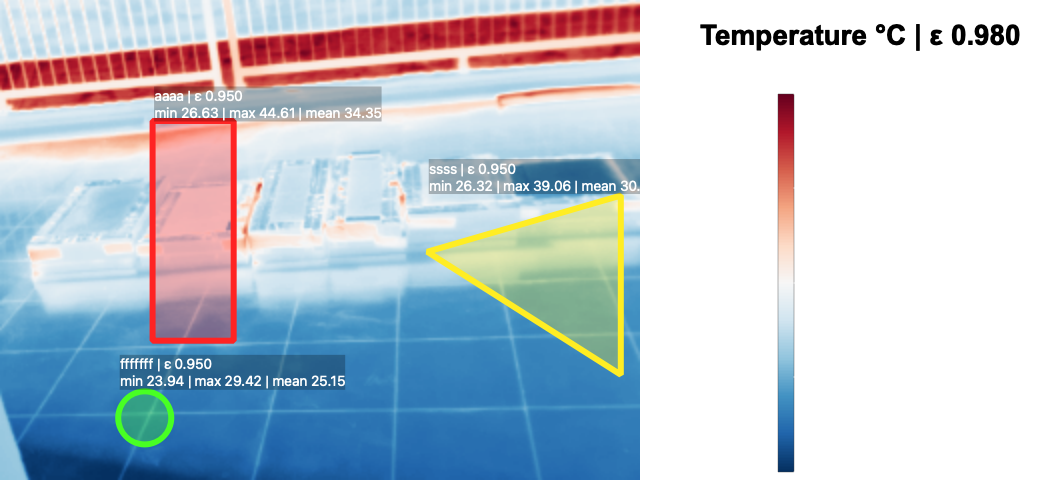 Temperature °C | ε 0.980
aaaa | ε 0.950
min 26.63 | max 44.61 | mean 34.35
ssss | ε 0.950
min 26.32 | max 39.06 | mean 30.
fffffff | ε 0.950
min 23.94 | max 29.42 | mean 25.15